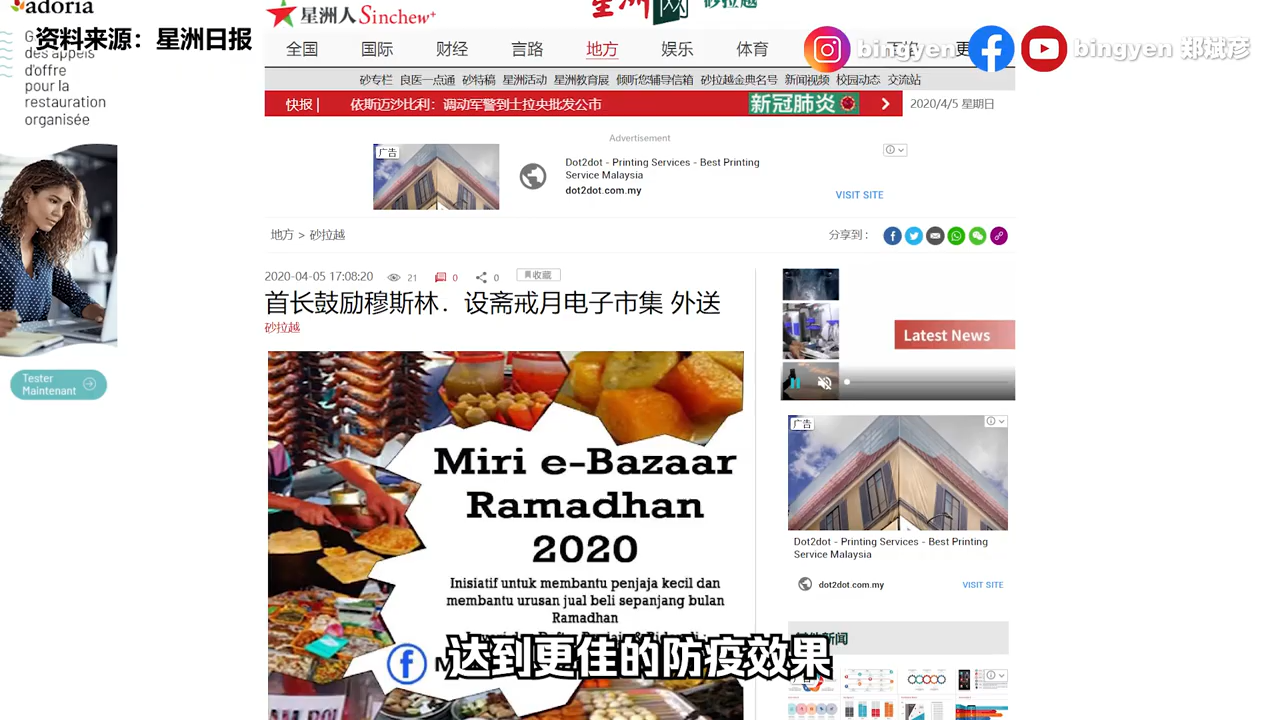 adoria
资料来源：星洲日报
des appels
d'offre
pour la
restauration
organisée
Tester
Maintenant
星洲人 Sinchew+
星洲网 砂拉越
bingyen
bingyen 郑斌彦
全国 国际 财经 言路 地方 娱乐 体育
砂专栏 良医一点通 砂特稿 星洲活动 星洲教育展 倾听您辅导信箱 砂拉越金典名号 新闻视频 校园动态 交流站
快报 | 依斯迈沙比利：调动军警到士拉央批发公市 新冠肺炎 2020/4/5 星期日
Advertisement
广告
Dot2dot - Printing Services - Best Printing
Service Malaysia
dot2dot.com.my
VISIT SITE
地方 > 砂拉越
分享到：
2020-04-05 17:08:20 21 0 0 收藏
首长鼓励穆斯林．设斋戒月电子市集 外送
砂拉越
Latest News
Miri e-Bazaar
Ramadhan
2020
Inisiatif untuk membantu penjaja kecil dan
membantu urusan jual beli sepanjang bulan
Ramadhan
广告
Dot2dot - Printing Services - Best Printing
Service Malaysia
dot2dot.com.my
VISIT SITE
新闻
达到更佳的防疫效果